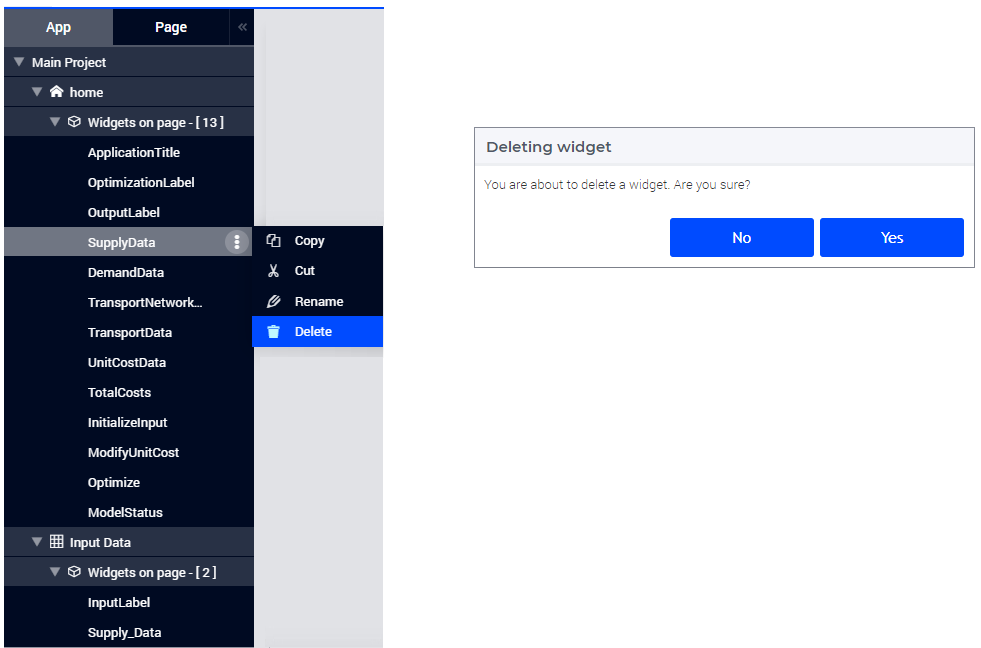 App Page «
Main Project
home
Widgets on page - [ 13 ]
ApplicationTitle
OptimizationLabel
OutputLabel
SupplyData
DemandData
TransportNetwork...
TransportData
UnitCostData
TotalCosts
InitializeInput
ModifyUnitCost
Optimize
ModelStatus
Input Data
Widgets on page - [ 2 ]
InputLabel
Supply_Data
Copy
Cut
Rename
Delete
Deleting widget
You are about to delete a widget. Are you sure?
No Yes